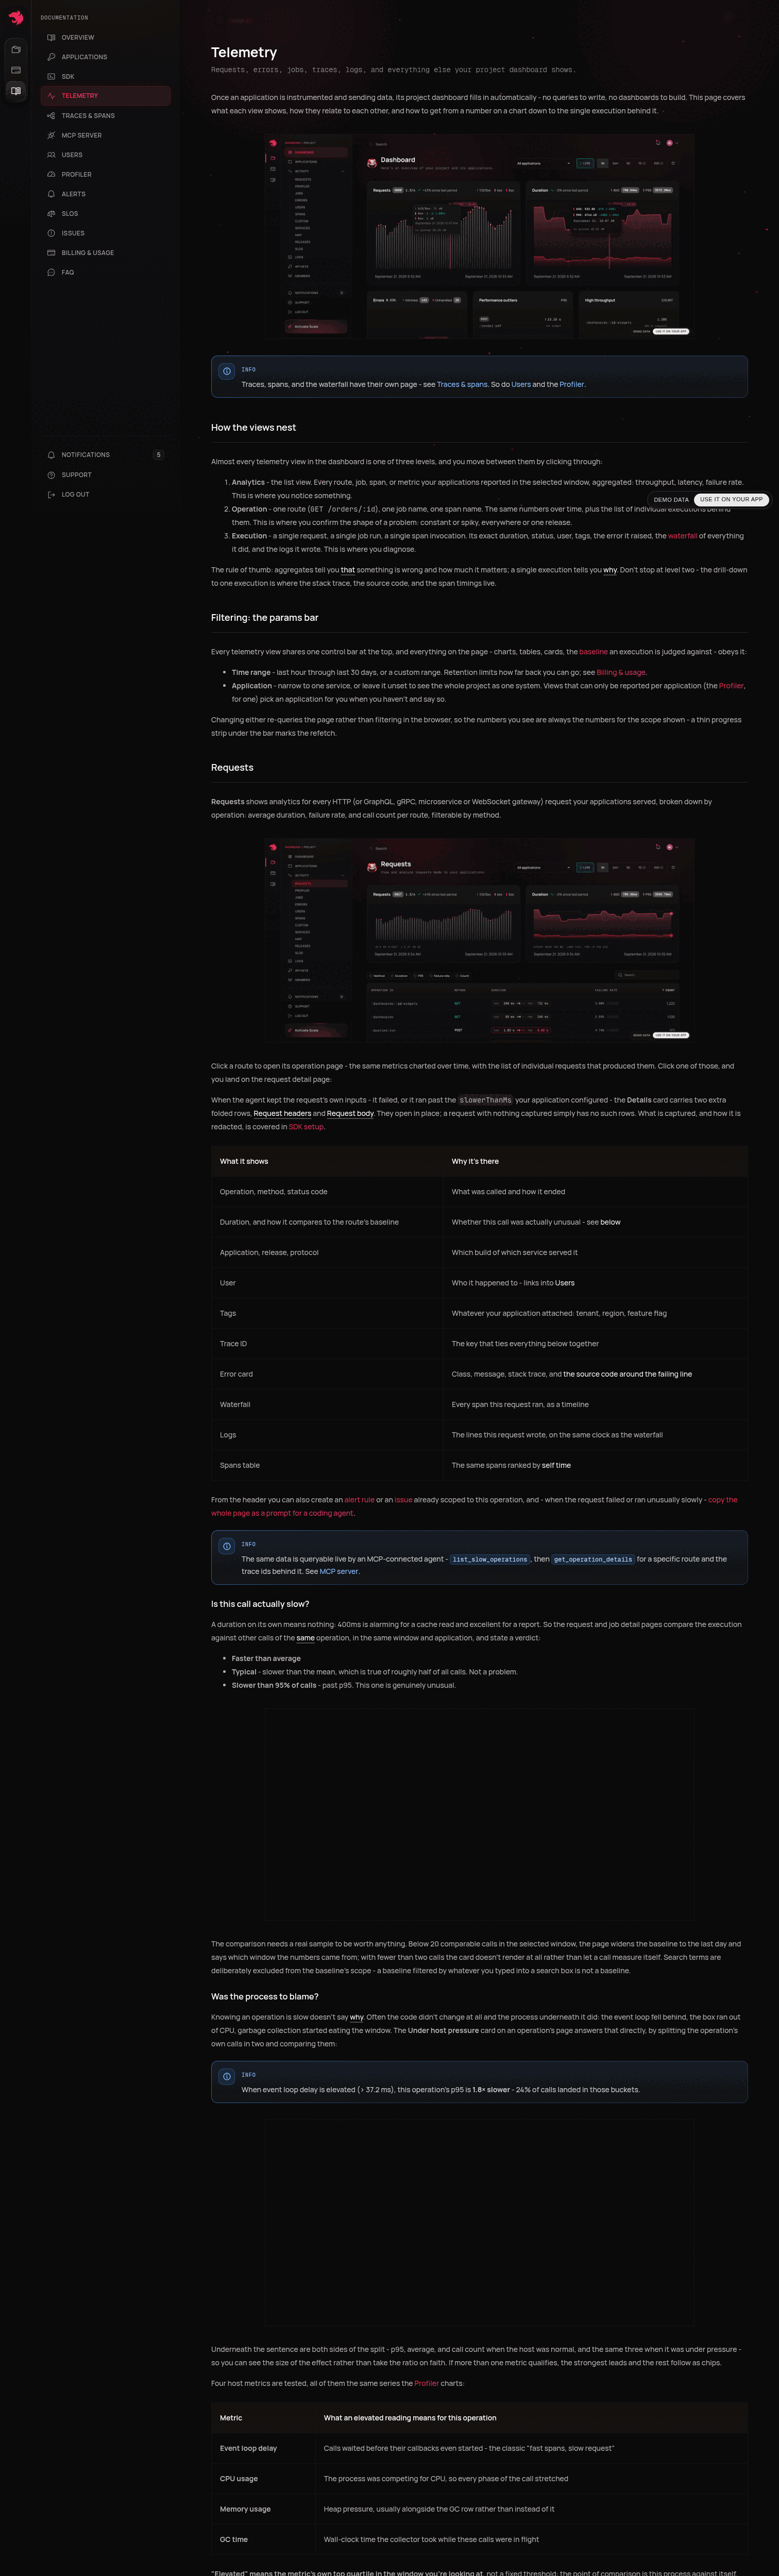 DOCUMENTATION
OVERVIEW
APPLICATIONS
SDK
TELEMETRY
TRACES & SPANS
MCP SERVER
USERS
PROFILER
ALERTS
SLOS
ISSUES
BILLING & USAGE
FAQ
NOTIFICATIONS 5
SUPPORT
LOG OUT
Telemetry
Requests, errors, jobs, traces, logs, and everything else your project dashboard shows.
Once an application is instrumented and sending data, its project dashboard fills in automatically - no queries to write, no dashboards to build. This page covers
what each view shows, how they relate to each other, and how to get from a number on a chart down to the single execution behind it.
Dashboard
Requests
Duration
Errors
Performance outliers
High throughput
INFO
Traces, spans, and the waterfall have their own page - see Traces & spans. So do Users and the Profiler.
How the views nest
Almost every telemetry view in the dashboard is one of three levels, and you move between them by clicking through:
1. Analytics - the list view. Every route, job, span, or metric your applications reported in the selected window, aggregated: throughput, latency, failure rate.
This is where you notice something.
DEMO DATA USE IT ON YOUR APP
2. Operation - one route (GET /orders/:id), one job name, one span name. The same numbers over time, plus the list of individual executions behind
them. This is where you confirm the shape of a problem: constant or spiky, everywhere or one release.
3. Execution - a single request, a single job run, a single span invocation. Its exact duration, status, user, tags, the error it raised, the waterfall of everything
it did, and the logs it wrote. This is where you diagnose.
The rule of thumb: aggregates tell you that something is wrong and how much it matters; a single execution tells you why. Don't stop at level two - the drill-down
to one execution is where the stack trace, the source code, and the span timings live.
Filtering: the params bar
Every telemetry view shares one control bar at the top, and everything on the page - charts, tables, cards, the baseline an execution is judged against - obeys it:
• Time range - last hour through last 30 days, or a custom range. Retention limits how far back you can go; see Billing & usage.
• Application - narrow to one service, or leave it unset to see the whole project as one system. Views that can only be reported per application (the Profiler,
for one) pick an application for you when you haven't and say so.
Changing either re-queries the page rather than filtering in the browser, so the numbers you see are always the numbers for the scope shown - a thin progress
strip under the bar marks the refetch.
Requests
Requests shows analytics for every HTTP (or GraphQL, gRPC, microservice or WebSocket gateway) request your applications served, broken down by
operation: average duration, failure rate, and call count per route, filterable by method.
Requests
Requests
Duration
Click a route to open its operation page - the same metrics charted over time, with the list of individual requests that produced them. Click one of those, and
you land on the request detail page:
When the agent kept the request's own inputs - it failed, or it ran past the slowerThanMs your application configured - the Details card carries two extra
folded rows, Request headers and Request body. They open in place; a request with nothing captured simply has no such rows. What is captured, and how it is
redacted, is covered in SDK setup.
What it shows Why it's there
Operation, method, status code What was called and how it ended
Duration, and how it compares to the route's baseline Whether this call was actually unusual - see below
Application, release, protocol Which build of which service served it
User Who it happened to - links into Users
Tags Whatever your application attached: tenant, region, feature flag
Trace ID The key that ties everything below together
Error card Class, message, stack trace, and the source code around the failing line
Waterfall Every span this request ran, as a timeline
Logs The lines this request wrote, on the same clock as the waterfall
Spans table The same spans ranked by self time
From the header you can also create an alert rule or an issue already scoped to this operation, and - when the request failed or ran unusually slowly - copy the
whole page as a prompt for a coding agent.
INFO
The same data is queryable live by an MCP-connected agent - list_slow_operations, then get_operation_details for a specific route and the
trace ids behind it. See MCP server.
Is this call actually slow?
A duration on its own means nothing: 400ms is alarming for a cache read and excellent for a report. So the request and job detail pages compare the execution
against other calls of the same operation, in the same window and application, and state a verdict:
• Faster than average
• Typical - slower than the mean, which is true of roughly half of all calls. Not a problem.
• Slower than 95% of calls - past p95. This one is genuinely unusual.
The comparison needs a real sample to be worth anything. Below 20 comparable calls in the selected window, the page widens the baseline to the last day and
says which window the numbers came from; with fewer than two calls the card doesn't render at all rather than let a call measure itself. Search terms are
deliberately excluded from the baseline's scope - a baseline filtered by whatever you typed into a search box is not a baseline.
Was the process to blame?
Knowing an operation is slow doesn't say why. Often the code didn't change at all and the process underneath it did: the event loop fell behind, the box ran out
of CPU, garbage collection started eating the window. The Under host pressure card on an operation's page answers that directly, by splitting the operation's
own calls in two and comparing them:
INFO
When event loop delay is elevated (> 37.2 ms), this operation's p95 is 1.8× slower - 24% of calls landed in those buckets.
Underneath the sentence are both sides of the split - p95, average, and call count when the host was normal, and the same three when it was under pressure -
so you can see the size of the effect rather than take the ratio on faith. If more than one metric qualifies, the strongest leads and the rest follow as chips.
Four host metrics are tested, all of them the same series the Profiler charts:
Metric What an elevated reading means for this operation
Event loop delay Calls waited before their callbacks even started - the classic "fast spans, slow request"
CPU usage The process was competing for CPU, so every phase of the call stretched
Memory usage Heap pressure, usually alongside the GC row rather than instead of it
GC time Wall-clock time the collector took while these calls were in flight
"Elevated" means the metric's own top quartile in the window you're looking at, not a fixed threshold: the point of comparison is this process against itself.